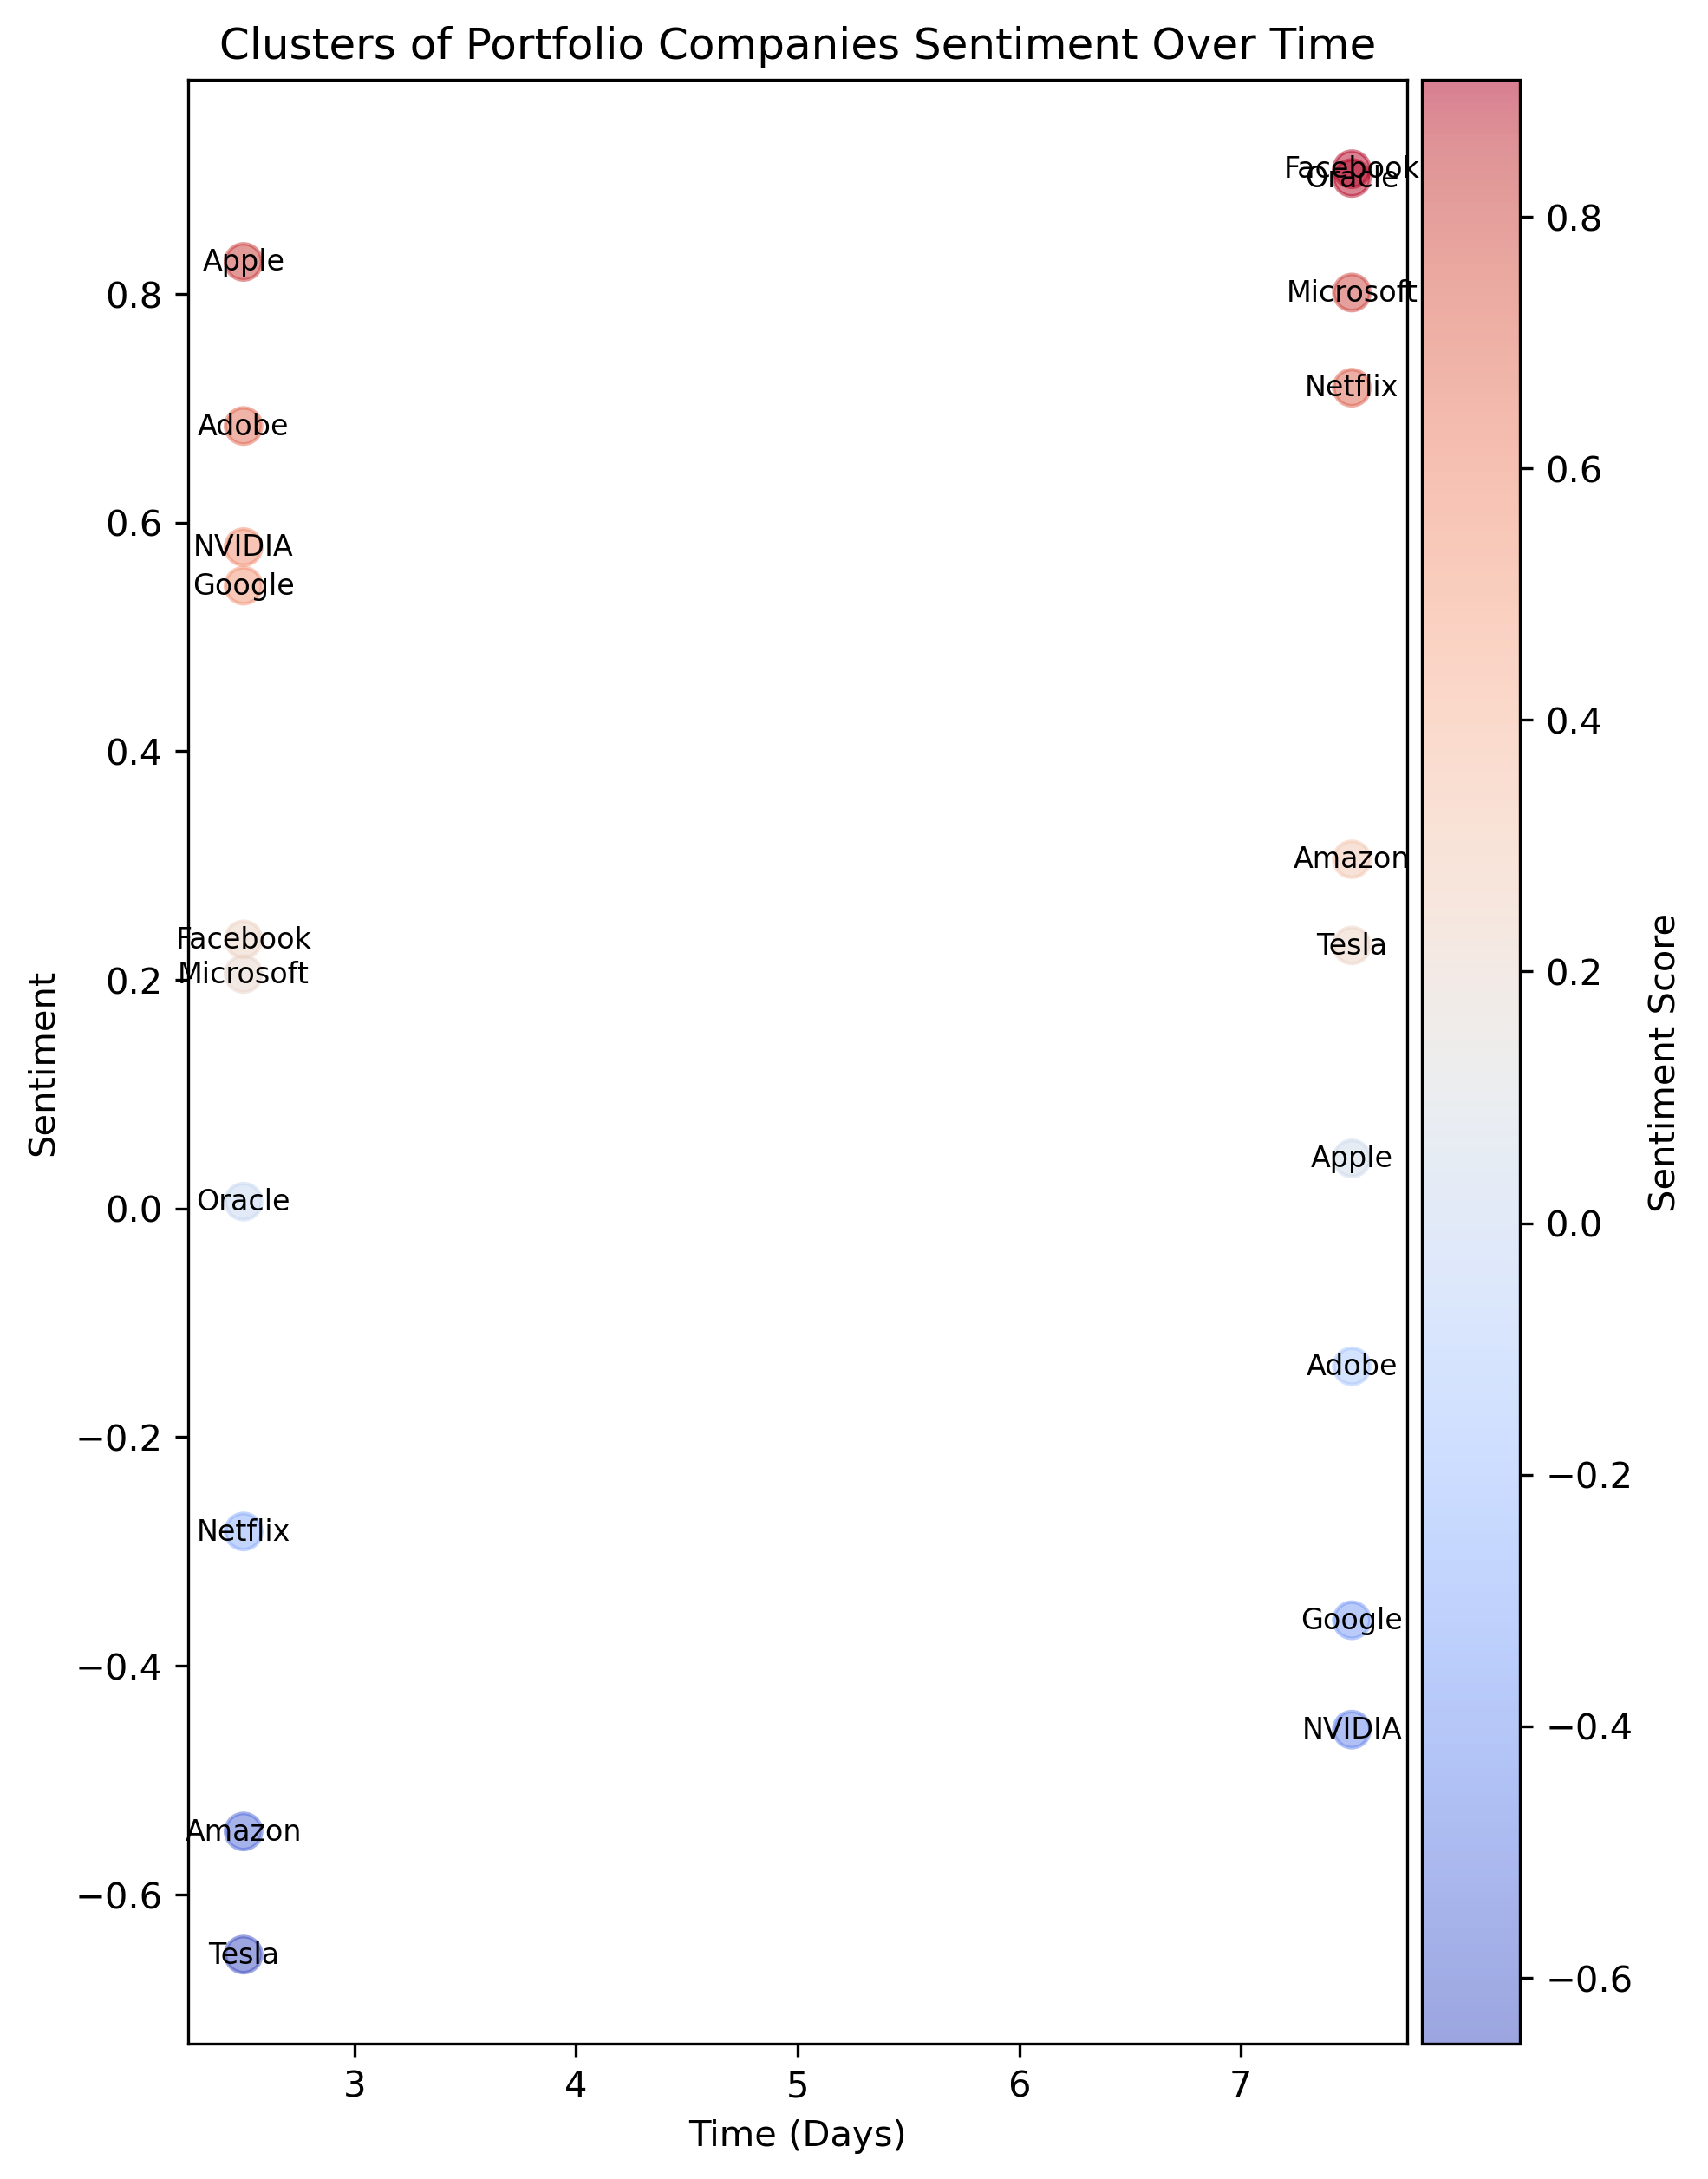 Clusters of Portfolio Companies Sentiment Over Time
Facebook
Oracle
Apple
Microsoft
Netflix
Adobe
NVIDIA
Google
Amazon
Facebook
Tesla
Microsoft
Apple
Oracle
Adobe
Netflix
Google
NVIDIA
Amazon
Tesla
0.8
0.6
0.4
0.2
0.0
−0.2
−0.4
−0.6
Sentiment
3 4 5 6 7
Time (Days)
0.8
0.6
0.4
0.2
0.0
−0.2
−0.4
−0.6
Sentiment Score